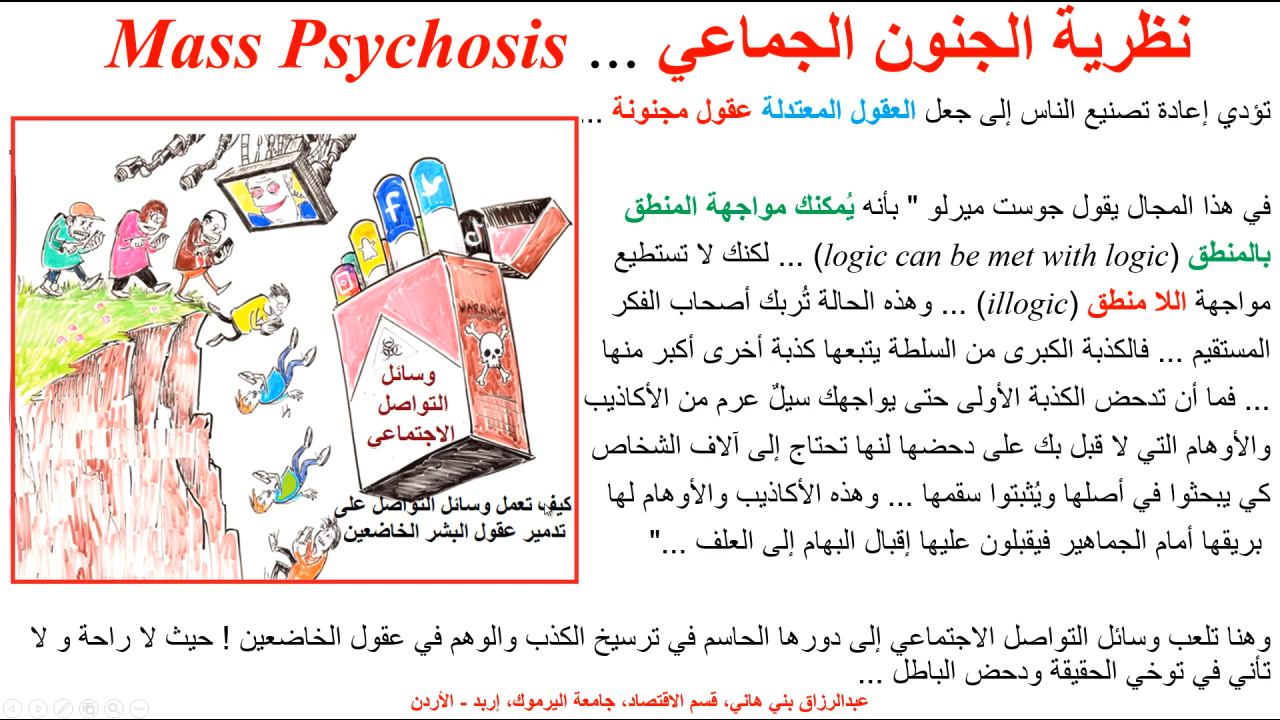 نظرية الجنون الجماعي ... Mass Psychosis
تؤدي إعادة تصنيع الناس إلى جعل العقول المعتدلة عقول مجنونة ...
في هذا المجال يقول جوست ميرلو " بأنه يُمكنك مواجهة المنطق
بالمنطق (logic can be met with logic) ... لكنك لا تستطيع
مواجهة اللا منطق (illogic) ... وهذه الحالة تُربك أصحاب الفكر
المستقيم ... فالكذبة الكبرى من السلطة يتبعها كذبة أخرى أكبر منها
... فما أن تدحض الكذبة الأولى حتى يواجهك سيلٌ عرم من الأكاذيب
والأوهام التي لا قبل بك على دحضها لنها تحتاج إلى آلاف الشخاص
كي يبحثوا في أصلها ويُثبتوا سقمها ... وهذه الأكاذيب والأوهام لها
بريقها أمام الجماهير فيقبلون عليها إقبال البهام إلى العلف ..."
WARNING
وسائل
التواصل
الاجتماعي
كيف تعمل وسائل التواصل على
تدمير عقول البشر الخاضعين
وهنا تلعب وسائل التواصل الاجتماعي إلى دورها الحاسم في ترسيخ الكذب والوهم في عقول الخاضعين ! حيث لا راحة و لا
تأني في توخي الحقيقة ودحض الباطل ...
عبدالرزاق بني هاني، قسم الاقتصاد، جامعة اليرموك، إربد - الأردن